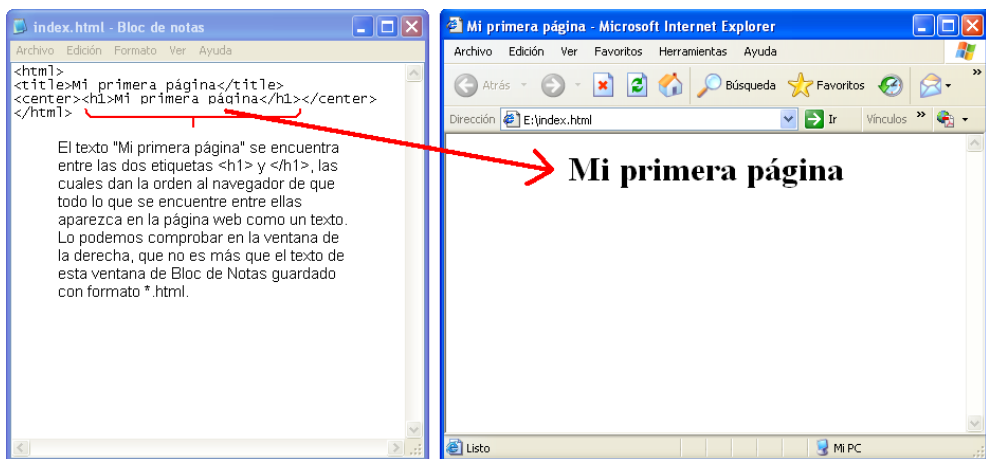 index.html - Bloc de notas
Archivo Edición Formato Ver Ayuda
<html>
<title>Mi primera página</title>
<center><h1>Mi primera página</h1></center>
</html>
El texto "Mi primera página" se encuentra
entre las dos etiquetas <h1> y </h1>, las
cuales dan la orden al navegador de que
todo lo que se encuentre entre ellas
aparezca en la página web como un texto.
Lo podemos comprobar en la ventana de
la derecha, que no es más que el texto de
esta ventana de Bloc de Notas guardado
con formato *.html.
Mi primera página - Microsoft Internet Explorer
Archivo Edición Ver Favoritos Herramientas Ayuda
Atrás Búsqueda Favoritos
Dirección E:\index.html Ir Vínculos
Mi primera página
Listo Mi PC